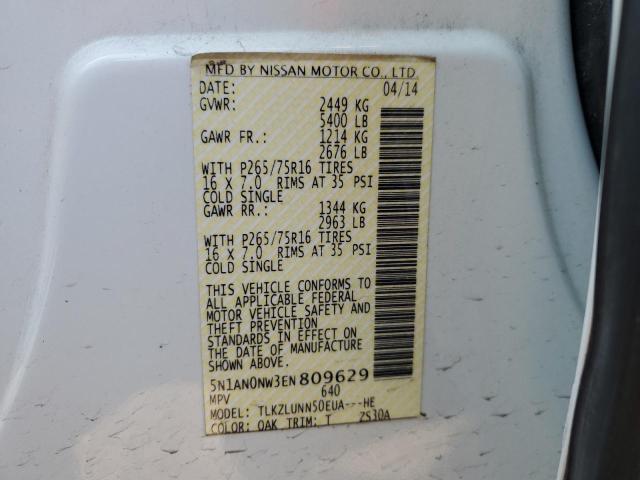 MFD BY NISSAN MOTOR CO., LTD.
DATE: 04/14
GVWR: 2449 KG
5400 LB
GAWR FR.: 1214 KG
2676 LB
WITH P265/75R16 TIRES
16 X 7.0 RIMS AT 35 PSI
COLD SINGLE
GAWR RR.: 1344 KG
2963 LB
WITH P265/75R16 TIRES
16 X 7.0 RIMS AT 35 PSI
COLD SINGLE
THIS VEHICLE CONFORMS TO
ALL APPLICABLE FEDERAL
MOTOR VEHICLE SAFETY AND
THEFT PREVENTION
STANDARDS IN EFFECT ON
THE DATE OF MANUFACTURE
SHOWN ABOVE.
5N1AN0NW3EN809629
MPV 640
MODEL: TLKZLUNN50EUA---HE
COLOR: QAK TRIM: T ZS30A